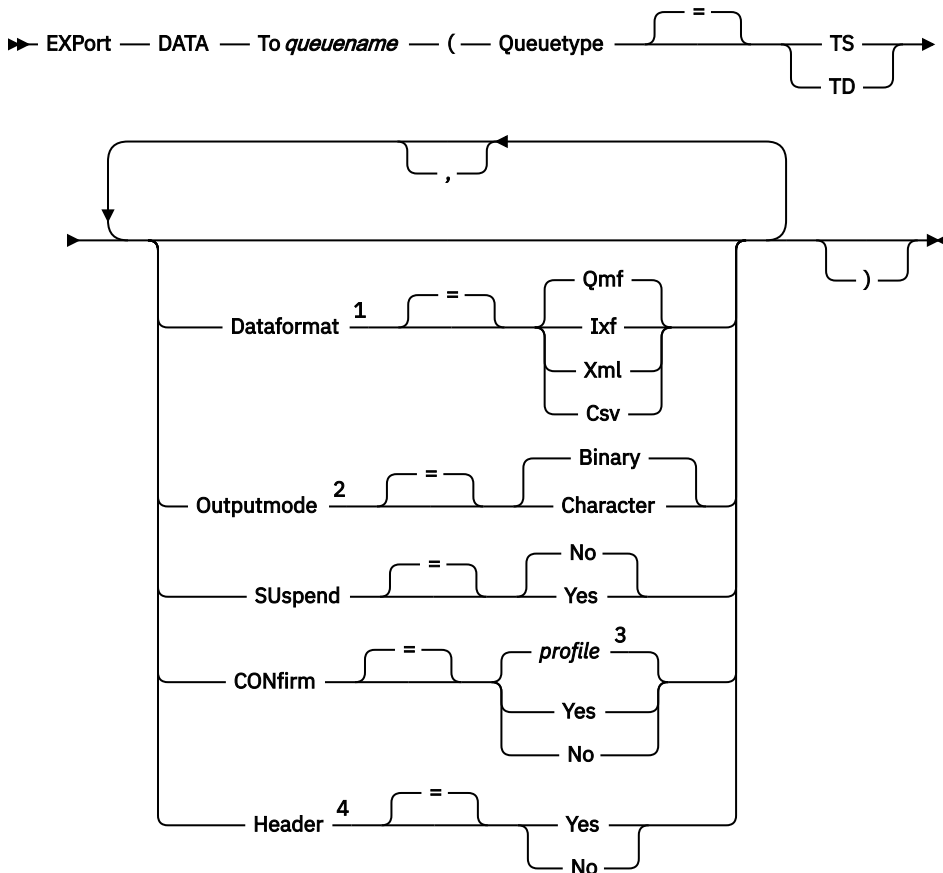 =
EXPort DATA To queuename ( Queuetype TS
TD
,
)
Qmf
=
Dataformat 1 Ixf
Xml
Csv
Binary
=
Outputmode 2 Character
No
=
SUspend Yes
profile 3
=
CONfirm
Yes
No
=
Header 4 Yes
No